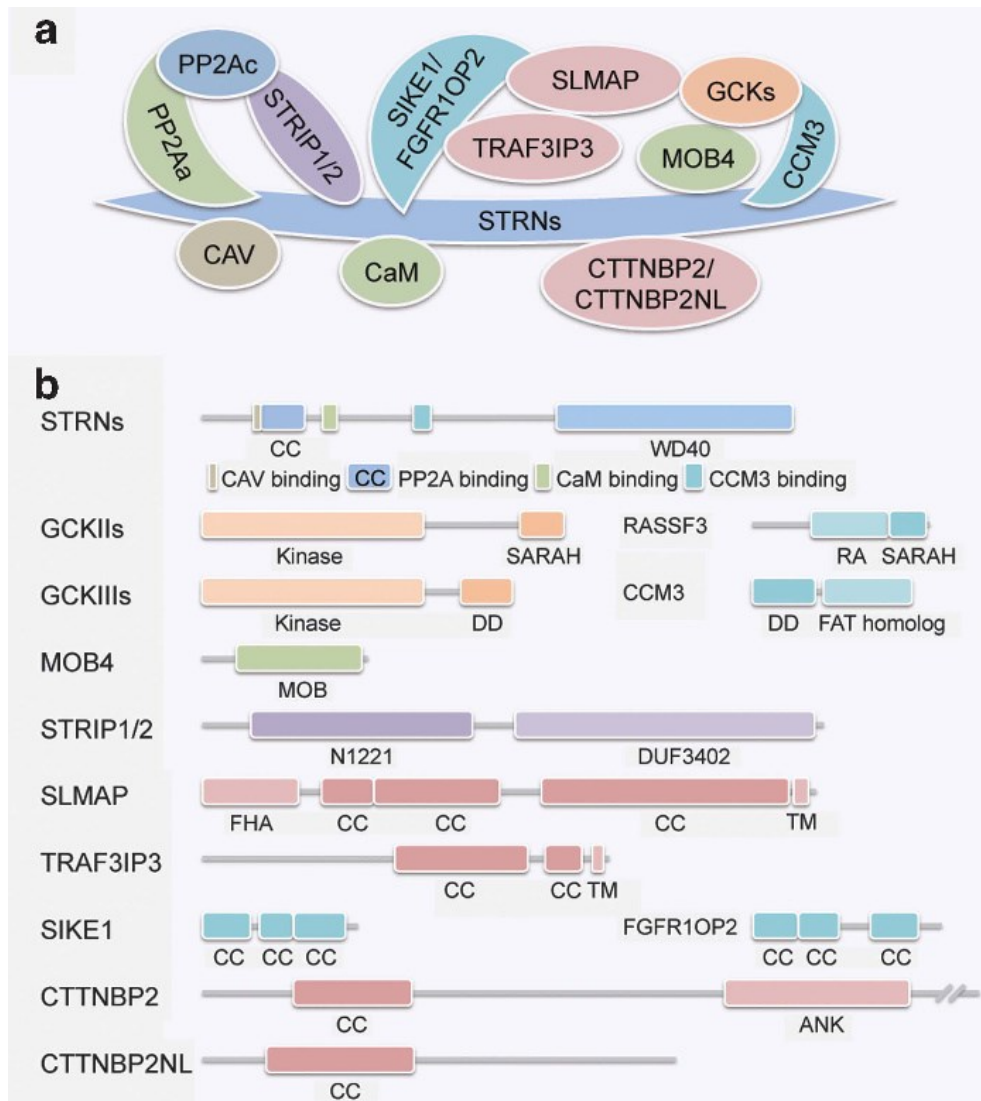 a
PP2Ac
PP2Aa
STRIP1/2
SIKE1/
FGFR1OP2
SLMAP
TRAF3IP3
GCKs
MOB4
CCM3
STRNs
CAV
CaM
CTTNBP2/
CTTNBP2NL
b
STRNs
CC WD40
CAV binding CC PP2A binding CaM binding CCM3 binding
GCKIIs RASSF3
Kinase SARAH RA SARAH
GCKIIIs CCM3
Kinase DD DD FAT homolog
MOB4
MOB
STRIP1/2
N1221 DUF3402
SLMAP
FHA CC CC CC TM
TRAF3IP3
CC CC TM
SIKE1 FGFR1OP2
CC CC CC CC CC CC
CTTNBP2
CC ANK
CTTNBP2NL
CC